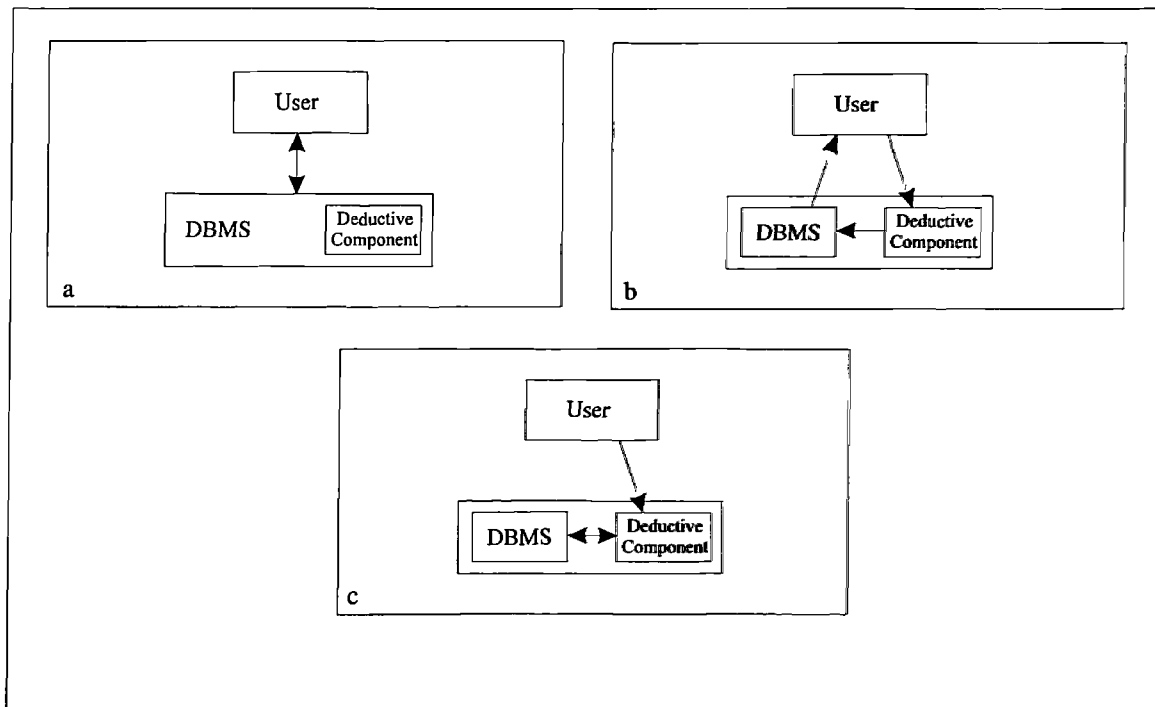 User
DBMS
Deductive
Component
a
User
DBMS
Deductive
Component
b
User
DBMS
Deductive
Component
c